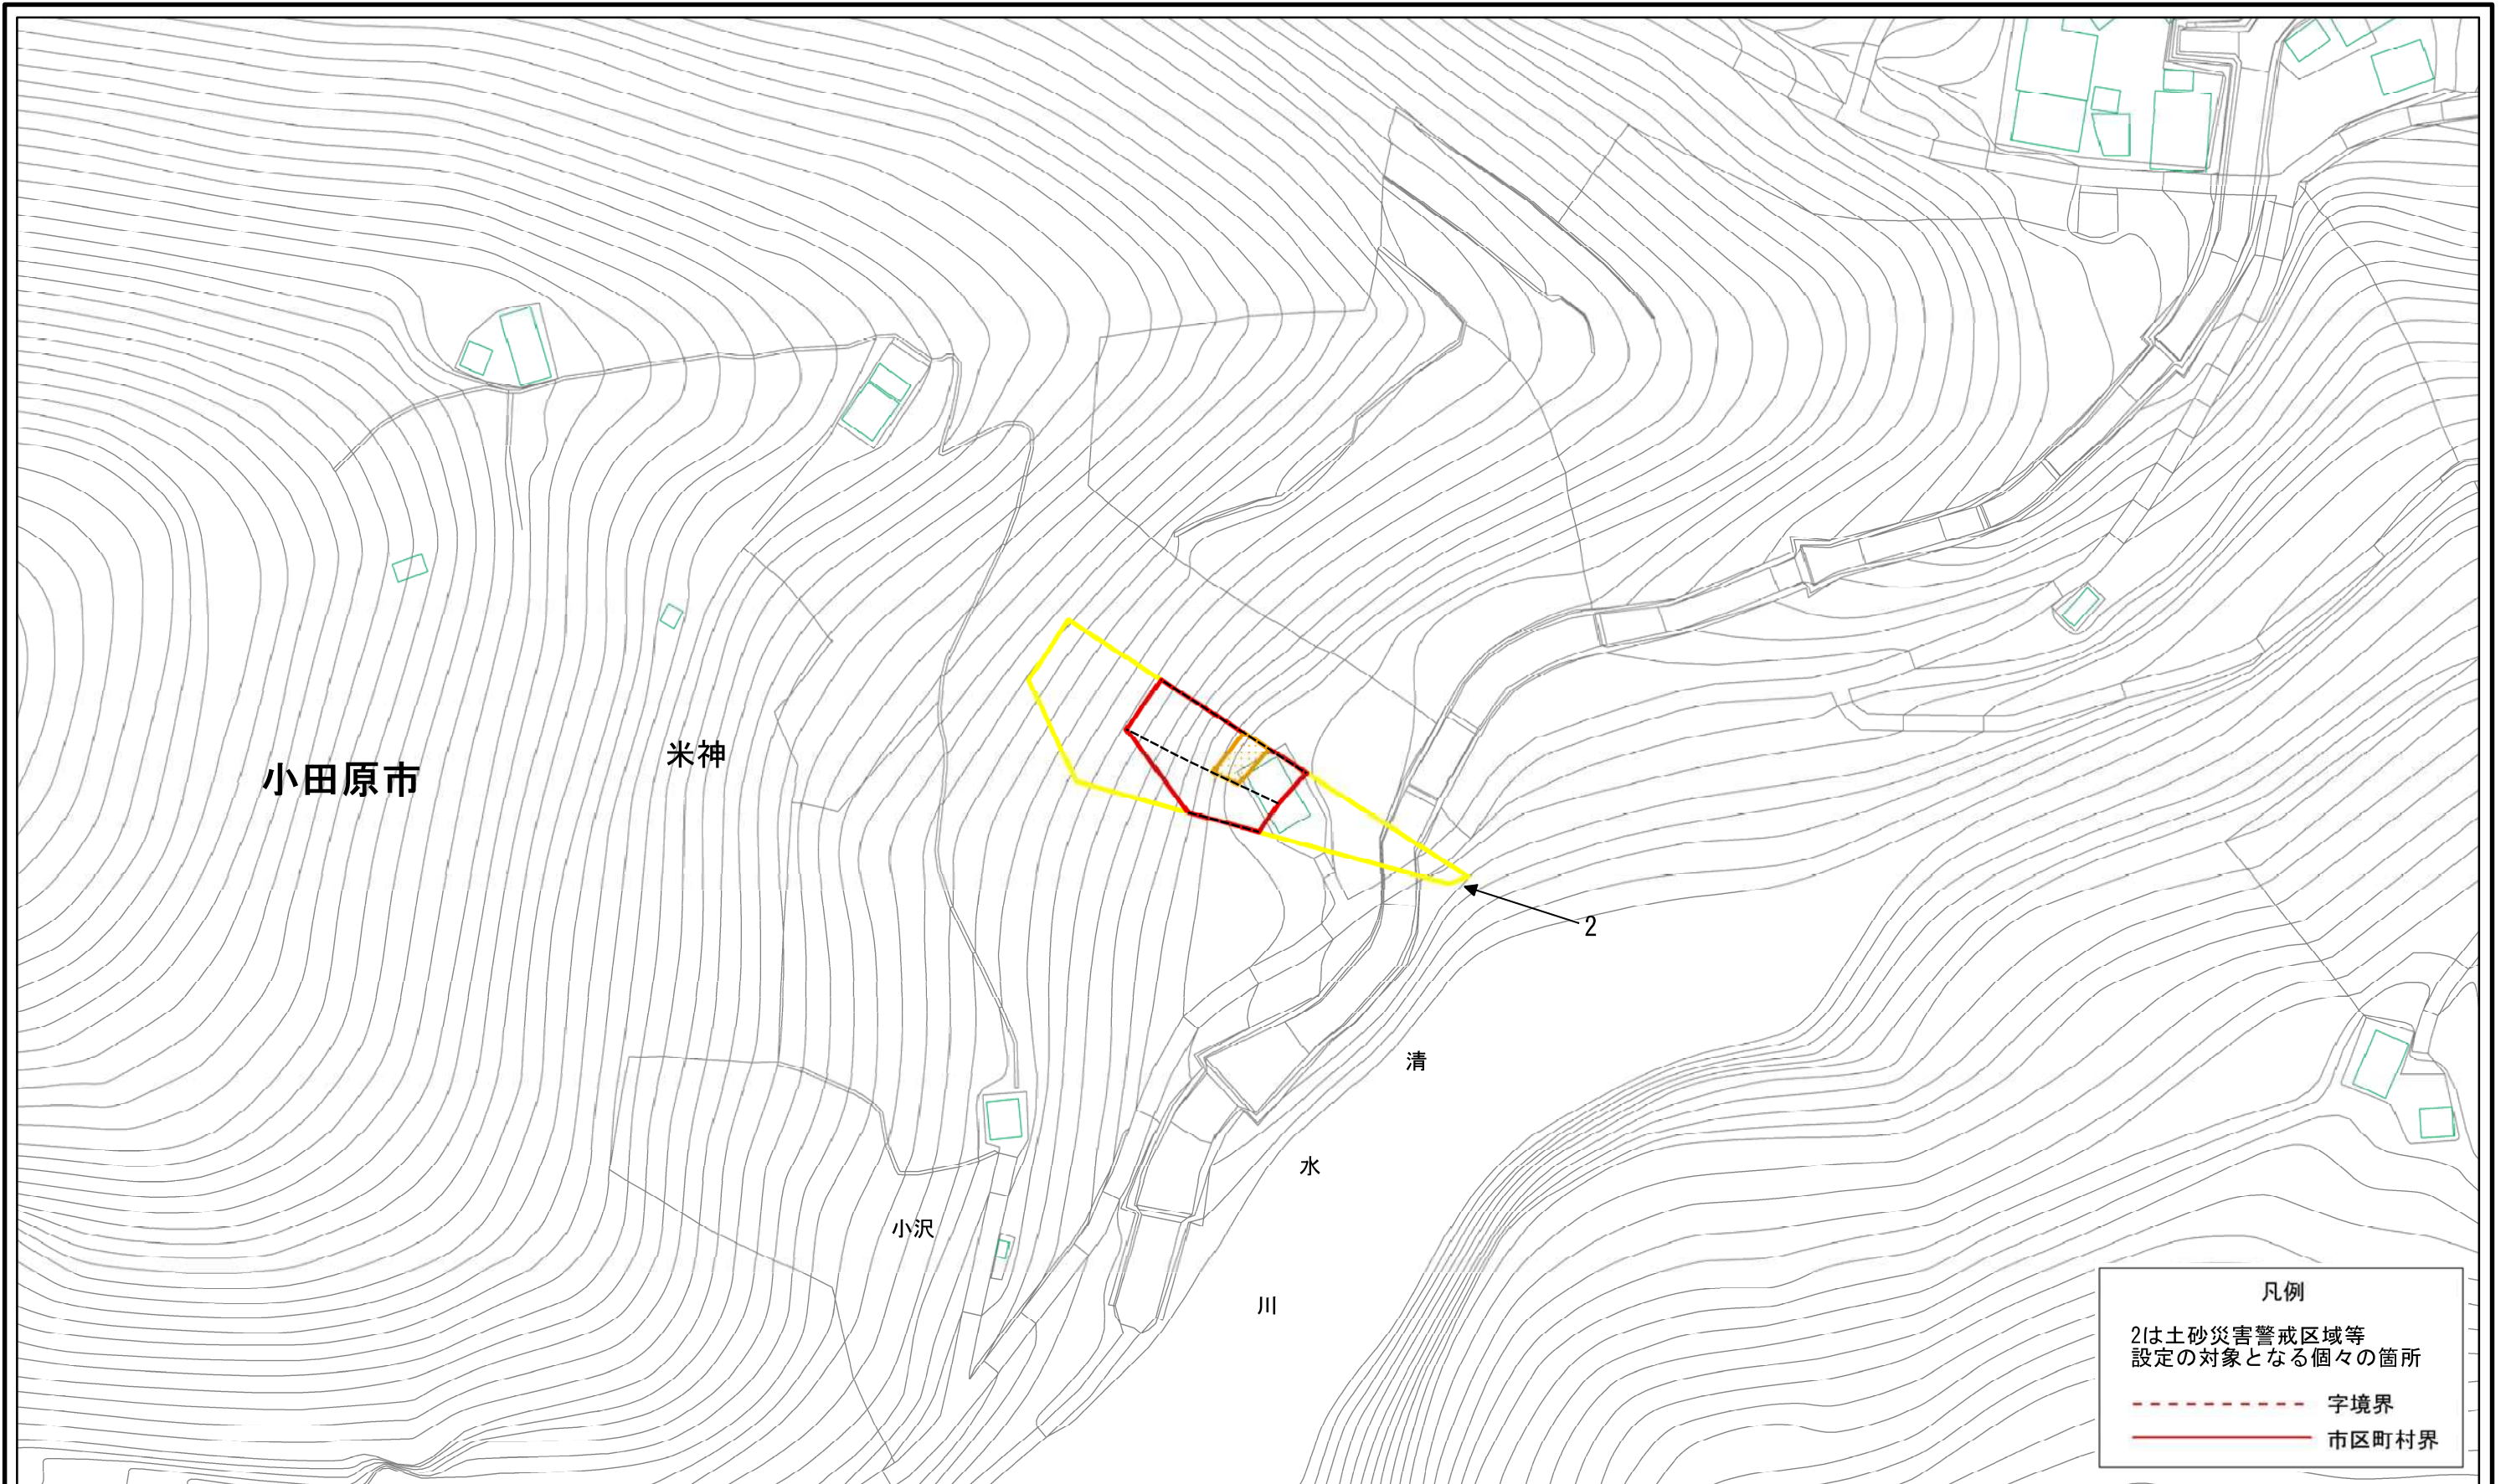 小田原市
米神
2
清
水
川
小沢
凡例
2は土砂災害警戒区域等
設定の対象となる個々の箇所
字境界
市区町村界